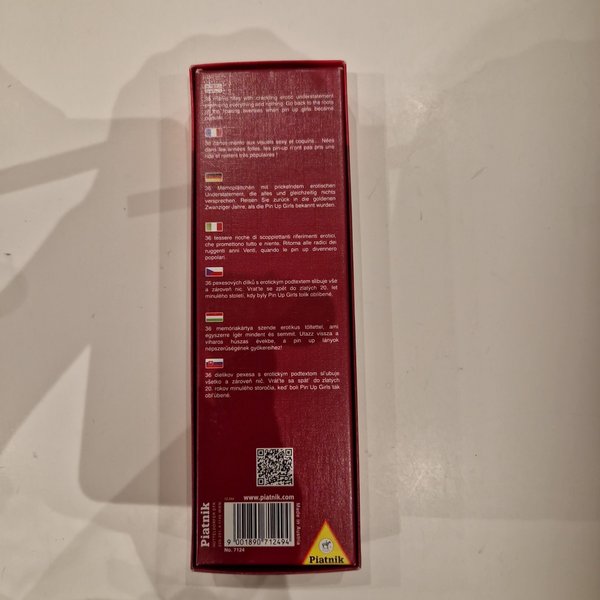 36 memo tiles with crackling erotic understatement
promising everything and nothing. Go back to the roots
of the roaring twenties when pin up girls became
popular.
36 cartes mémo aux visuels sexy et coquins... Nées
dans les années folles, les pin-up n'ont pas pris une
ride et restent très populaires !
36 Memoplättchen mit prickelndem erotischen
Understatement, die alles und gleichzeitig nichts
versprechen. Reisen Sie zurück in die goldenen
Zwanziger Jahre, als die Pin Up Girls bekannt wurden.
36 tessere ricche di scoppiettanti riferimenti erotici,
che promettono tutto e niente. Ritorna alle radici dei
ruggenti anni Venti, quando le pin up divennero
popolari.
36 pexesových dílků s erotickým podtextem slibuje vše
a zároveň nic. Vraťte se zpět do zlatých 20. let
minulého století, kdy byly Pin Up Girls tolik oblíbené.
36 memóriakártya szende erotikus töltettel, ami
egyszerre ígér mindent és semmit. Utazz vissza a
viharos húszas évekbe, a pin up lányok
népszerűségének gyökereihez!
36 dielikov pexesa s erotickým podtextom sľubuje
všetko a zároveň nič. Vráťte sa späť do zlatých
20. rokov minulého storočia, keď boli Pin Up Girls tak
obľúbené.
www.piatnik.com
Piatnik
Made in Austria
9 001890 712494
No. 7124
Piatnik